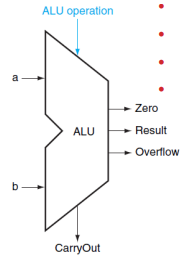 ALU operation
a
Zero
ALU
Result
Overflow
b
CarryOut